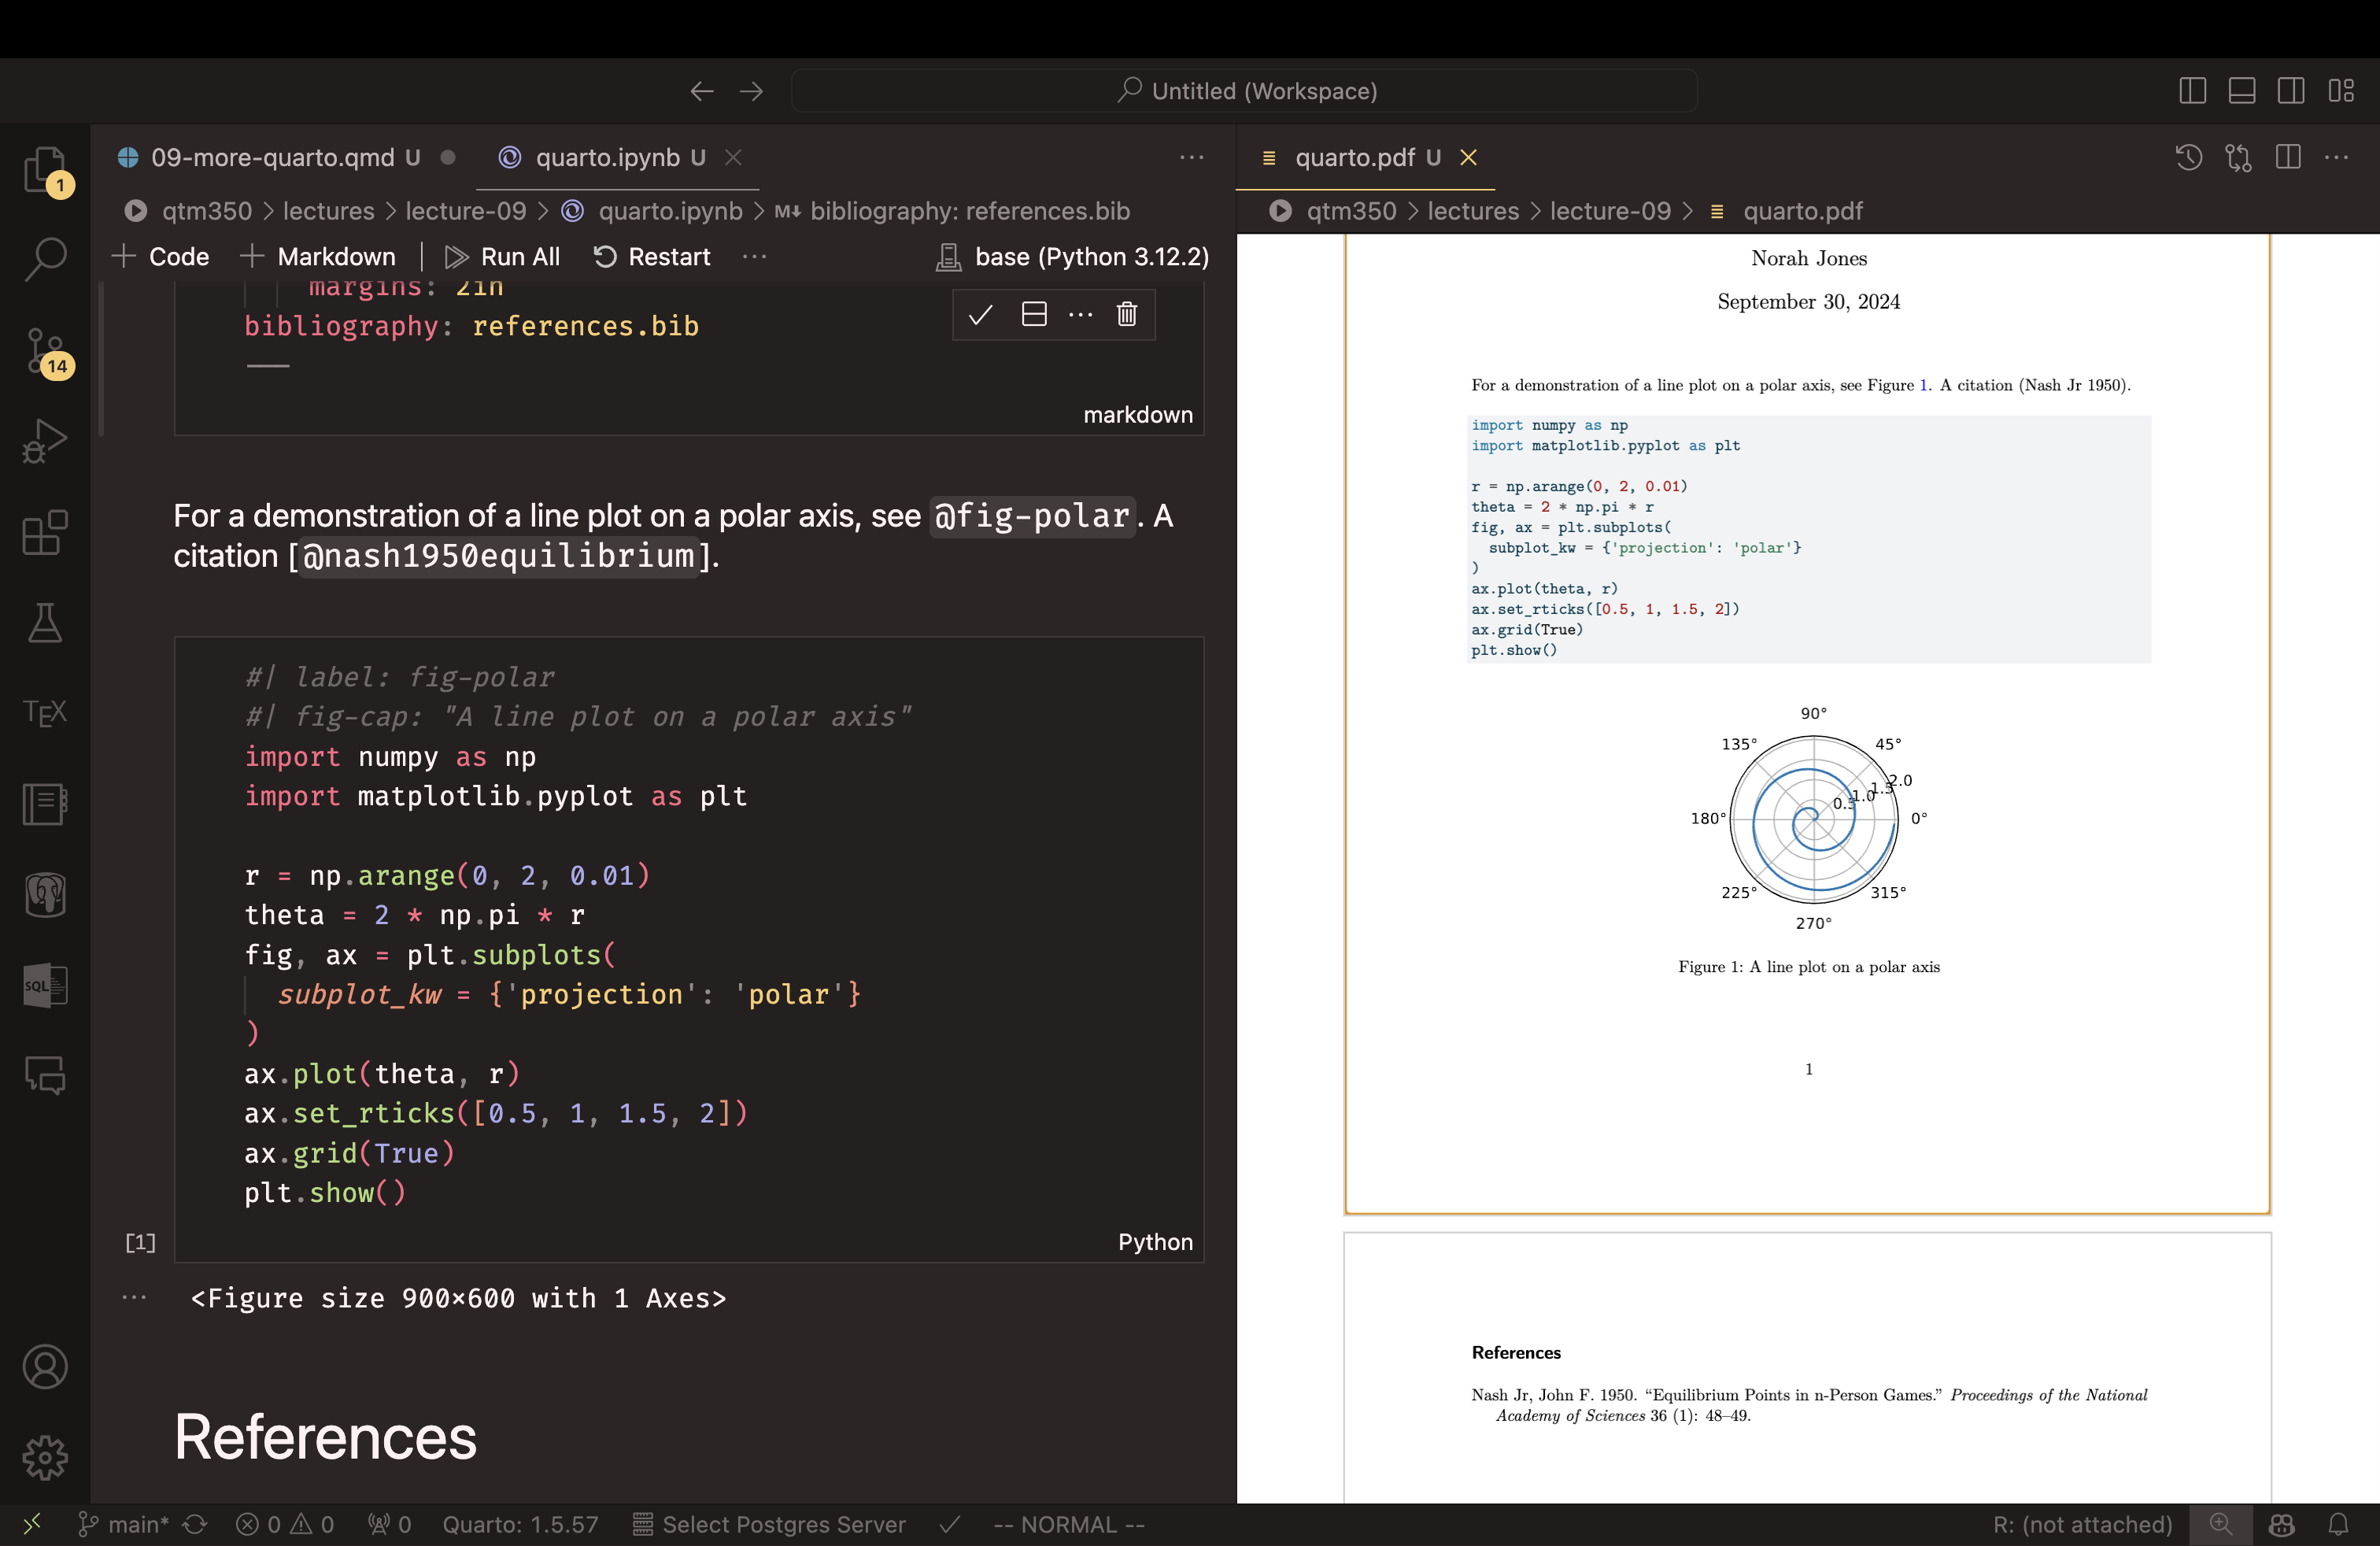 Untitled (Workspace)
09-more-quarto.qmd U
quarto.ipynb U
1
14
qtm350 > lectures > lecture-09 > quarto.ipynb > M↓ bibliography: references.bib
+ Code + Markdown | Run All Restart ...
base (Python 3.12.2)
margins: 2in
bibliography: references.bib
---
markdown
For a demonstration of a line plot on a polar axis, see @fig-polar. A
citation [@nash1950equilibrium].
#| label: fig-polar
#| fig-cap: "A line plot on a polar axis"
import numpy as np
import matplotlib.pyplot as plt
r = np.arange(0, 2, 0.01)
theta = 2 * np.pi * r
fig, ax = plt.subplots(
subplot_kw = {'projection': 'polar'}
)
ax.plot(theta, r)
ax.set_rticks([0.5, 1, 1.5, 2])
ax.grid(True)
plt.show()
[1]
Python
... <Figure size 900×600 with 1 Axes>
References
TEX
SQL
quarto.pdf U
qtm350 > lectures > lecture-09 > quarto.pdf
Norah Jones
September 30, 2024
For a demonstration of a line plot on a polar axis, see Figure 1. A citation (Nash Jr 1950).
import numpy as np
import matplotlib.pyplot as plt
r = np.arange(0, 2, 0.01)
theta = 2 * np.pi * r
fig, ax = plt.subplots(
subplot_kw = {'projection': 'polar'}
)
ax.plot(theta, r)
ax.set_rticks([0.5, 1, 1.5, 2])
ax.grid(True)
plt.show()
90°
135° 45°
0.5 1.0 1.5 2.0
180° 0°
225° 315°
270°
Figure 1: A line plot on a polar axis
1
References
Nash Jr, John F. 1950. “Equilibrium Points in n-Person Games.” Proceedings of the National
Academy of Sciences 36 (1): 48–49.
main* 0 0 0 Quarto: 1.5.57 Select Postgres Server -- NORMAL -- R: (not attached)